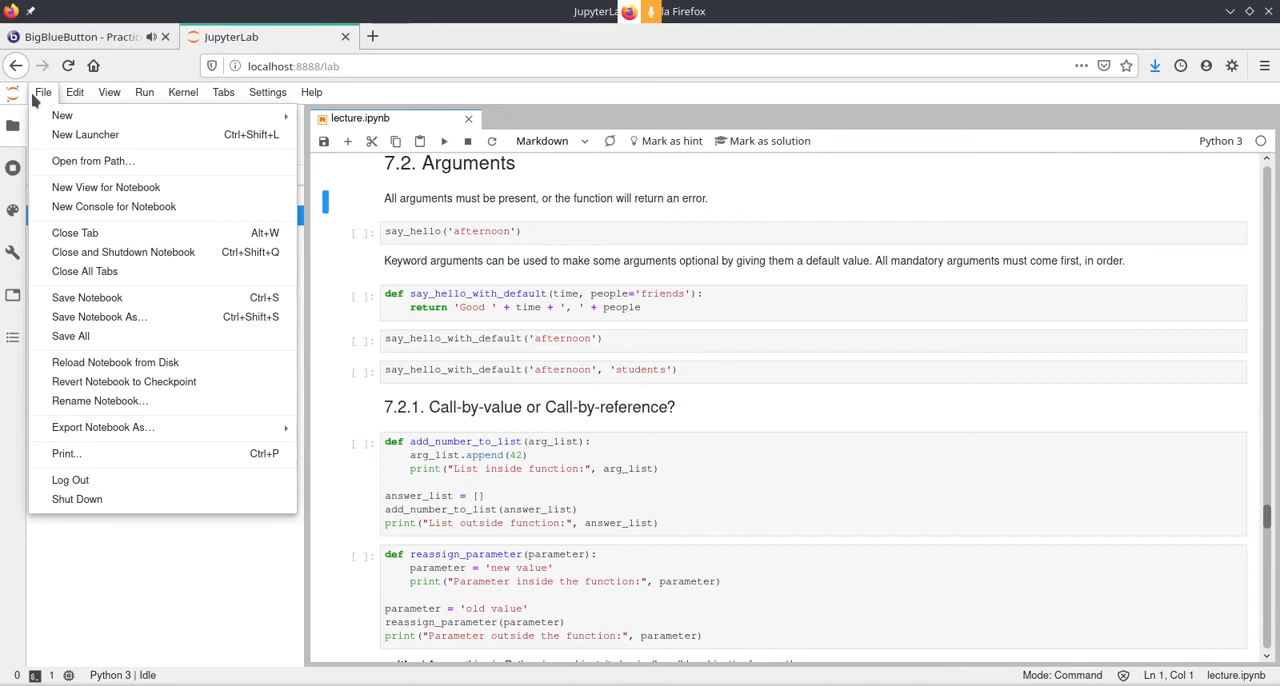 JupyterLa
la Firefox
BigBlueButton - Practic
JupyterLab
localhost:8888/lab
File Edit View Run Kernel Tabs Settings Help
New
New Launcher Ctrl+Shift+L
Open from Path…
New View for Notebook
New Console for Notebook
Close Tab Alt+W
Close and Shutdown Notebook Ctrl+Shift+Q
Close All Tabs
Save Notebook Ctrl+S
Save Notebook As… Ctrl+Shift+S
Save All
Reload Notebook from Disk
Revert Notebook to Checkpoint
Rename Notebook…
Export Notebook As…
Print… Ctrl+P
Log Out
Shut Down
lecture.ipynb
Markdown Mark as hint Mark as solution Python 3
7.2. Arguments
All arguments must be present, or the function will return an error.
[ ]: say_hello('afternoon')
Keyword arguments can be used to make some arguments optional by giving them a default value. All mandatory arguments must come first, in order.
[ ]: def say_hello_with_default(time, people='friends'):
return 'Good ' + time + ', ' + people
[ ]: say_hello_with_default('afternoon')
[ ]: say_hello_with_default('afternoon', 'students')
7.2.1. Call-by-value or Call-by-reference?
[ ]: def add_number_to_list(arg_list):
arg_list.append(42)
print("List inside function:", arg_list)
answer_list = []
add_number_to_list(answer_list)
print("List outside function:", answer_list)
[ ]: def reassign_parameter(parameter):
parameter = 'new value'
print("Parameter inside the function:", parameter)
parameter = 'old value'
reassign_parameter(parameter)
print("Parameter outside the function:", parameter)
0 1 Python 3 | Idle Mode: Command Ln 1, Col 1 lecture.ipynb